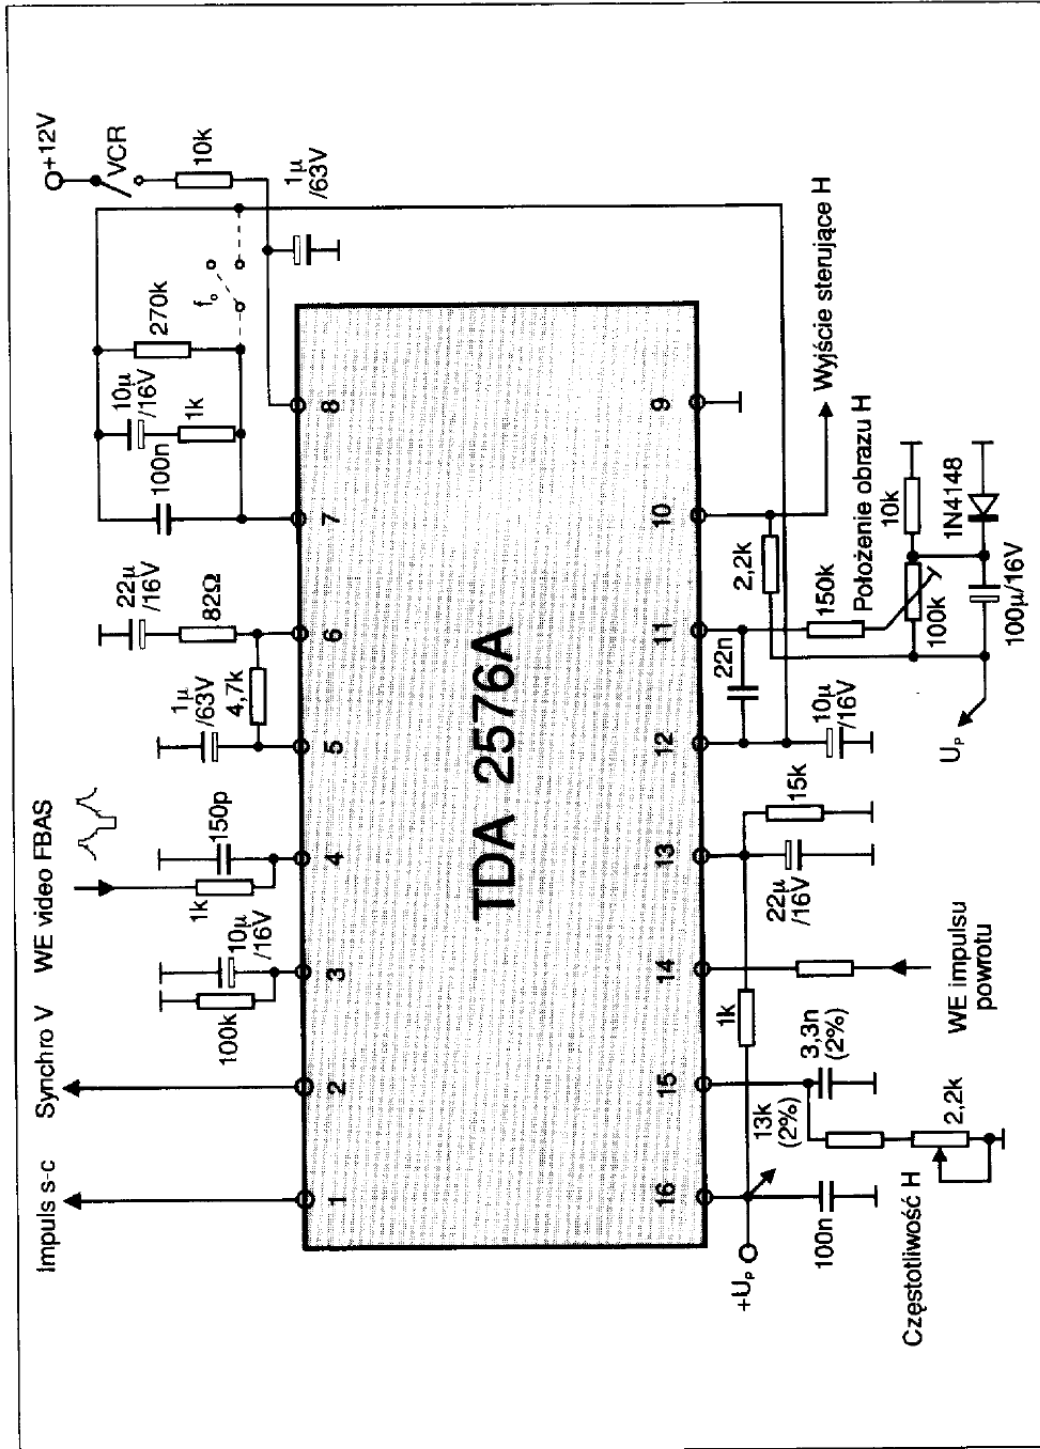 Impuls s-c
Synchro V
WE video FBAS
+12V
VCR
10k
1µ
/63V
270k
f₀
10µ
/16V
1k
100n
22µ
/16V
82Ω
1µ
/63V
4,7k
150p
1k
10µ
/16V
100k
1
2
3
4
5
6
7
8
TDA 2576A
16
15
14
13
12
11
10
9
+Uₚ
100n
13k
(2%)
3,3n
(2%)
2,2k
Częstotliwość H
1k
WE impulsu
powrotu
22µ
/16V
15k
10µ
/16V
22n
2,2k
150k
Położenie obrazu H
100k
10k
1N4148
100µ/16V
Uₚ
Wyjście sterujące H